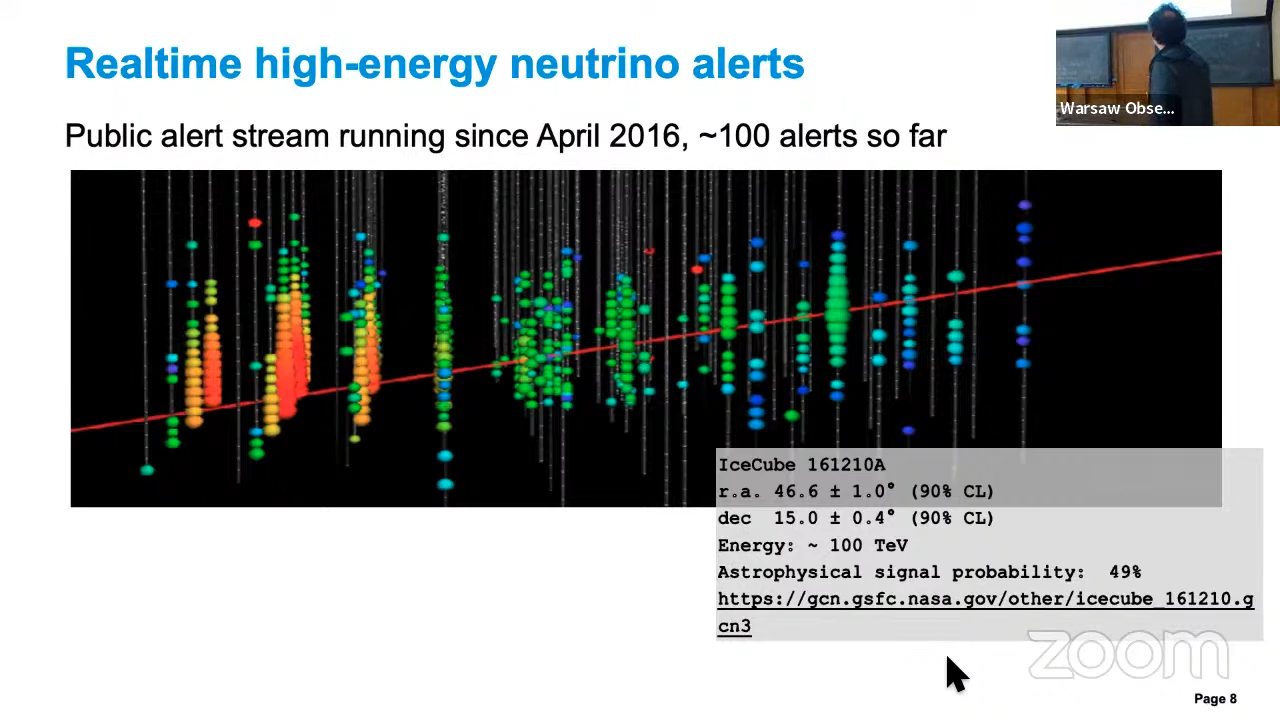 Realtime high-energy neutrino alerts
Warsaw Obse...
Public alert stream running since April 2016, ~100 alerts so far
IceCube 161210A
r.a. 46.6 ± 1.0° (90% CL)
dec 15.0 ± 0.4° (90% CL)
Energy: ~ 100 TeV
Astrophysical signal probability: 49%
https://gcn.gsfc.nasa.gov/other/icecube_161210.g
cn3
zoom
Page 8